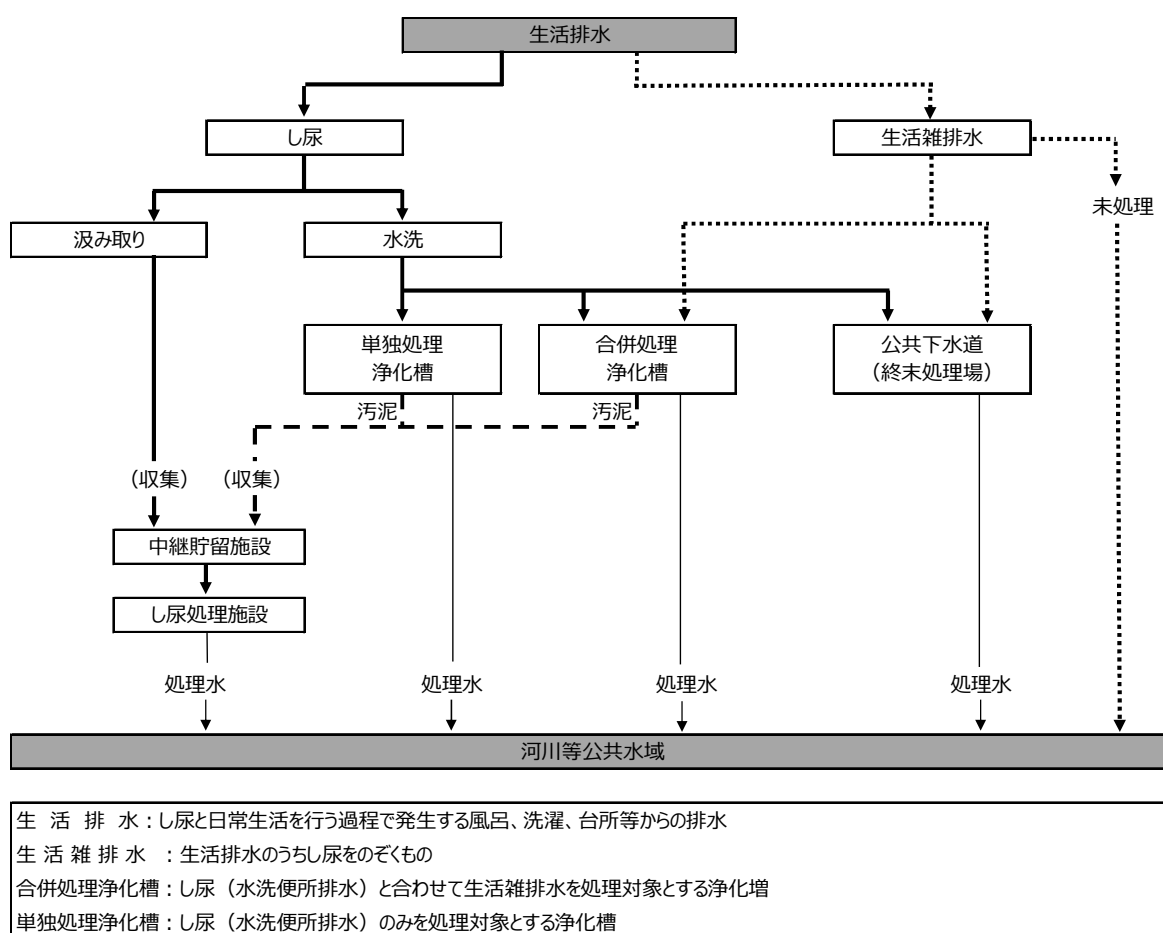 生活排水
し尿
生活雑排水
未処理
汲み取り
水洗
単独処理
浄化槽
合併処理
浄化槽
公共下水道
（終末処理場）
汚泥
汚泥
（収集）
（収集）
中継貯留施設
し尿処理施設
処理水
処理水
処理水
処理水
河川等公共水域
生 活 排 水：し尿と日常生活を行う過程で発生する風呂、洗濯、台所等からの排水
生 活 雑 排 水 ：生活排水のうちし尿をのぞくもの
合併処理浄化槽：し尿（水洗便所排水）と合わせて生活雑排水を処理対象とする浄化増
単独処理浄化槽：し尿（水洗便所排水）のみを処理対象とする浄化槽